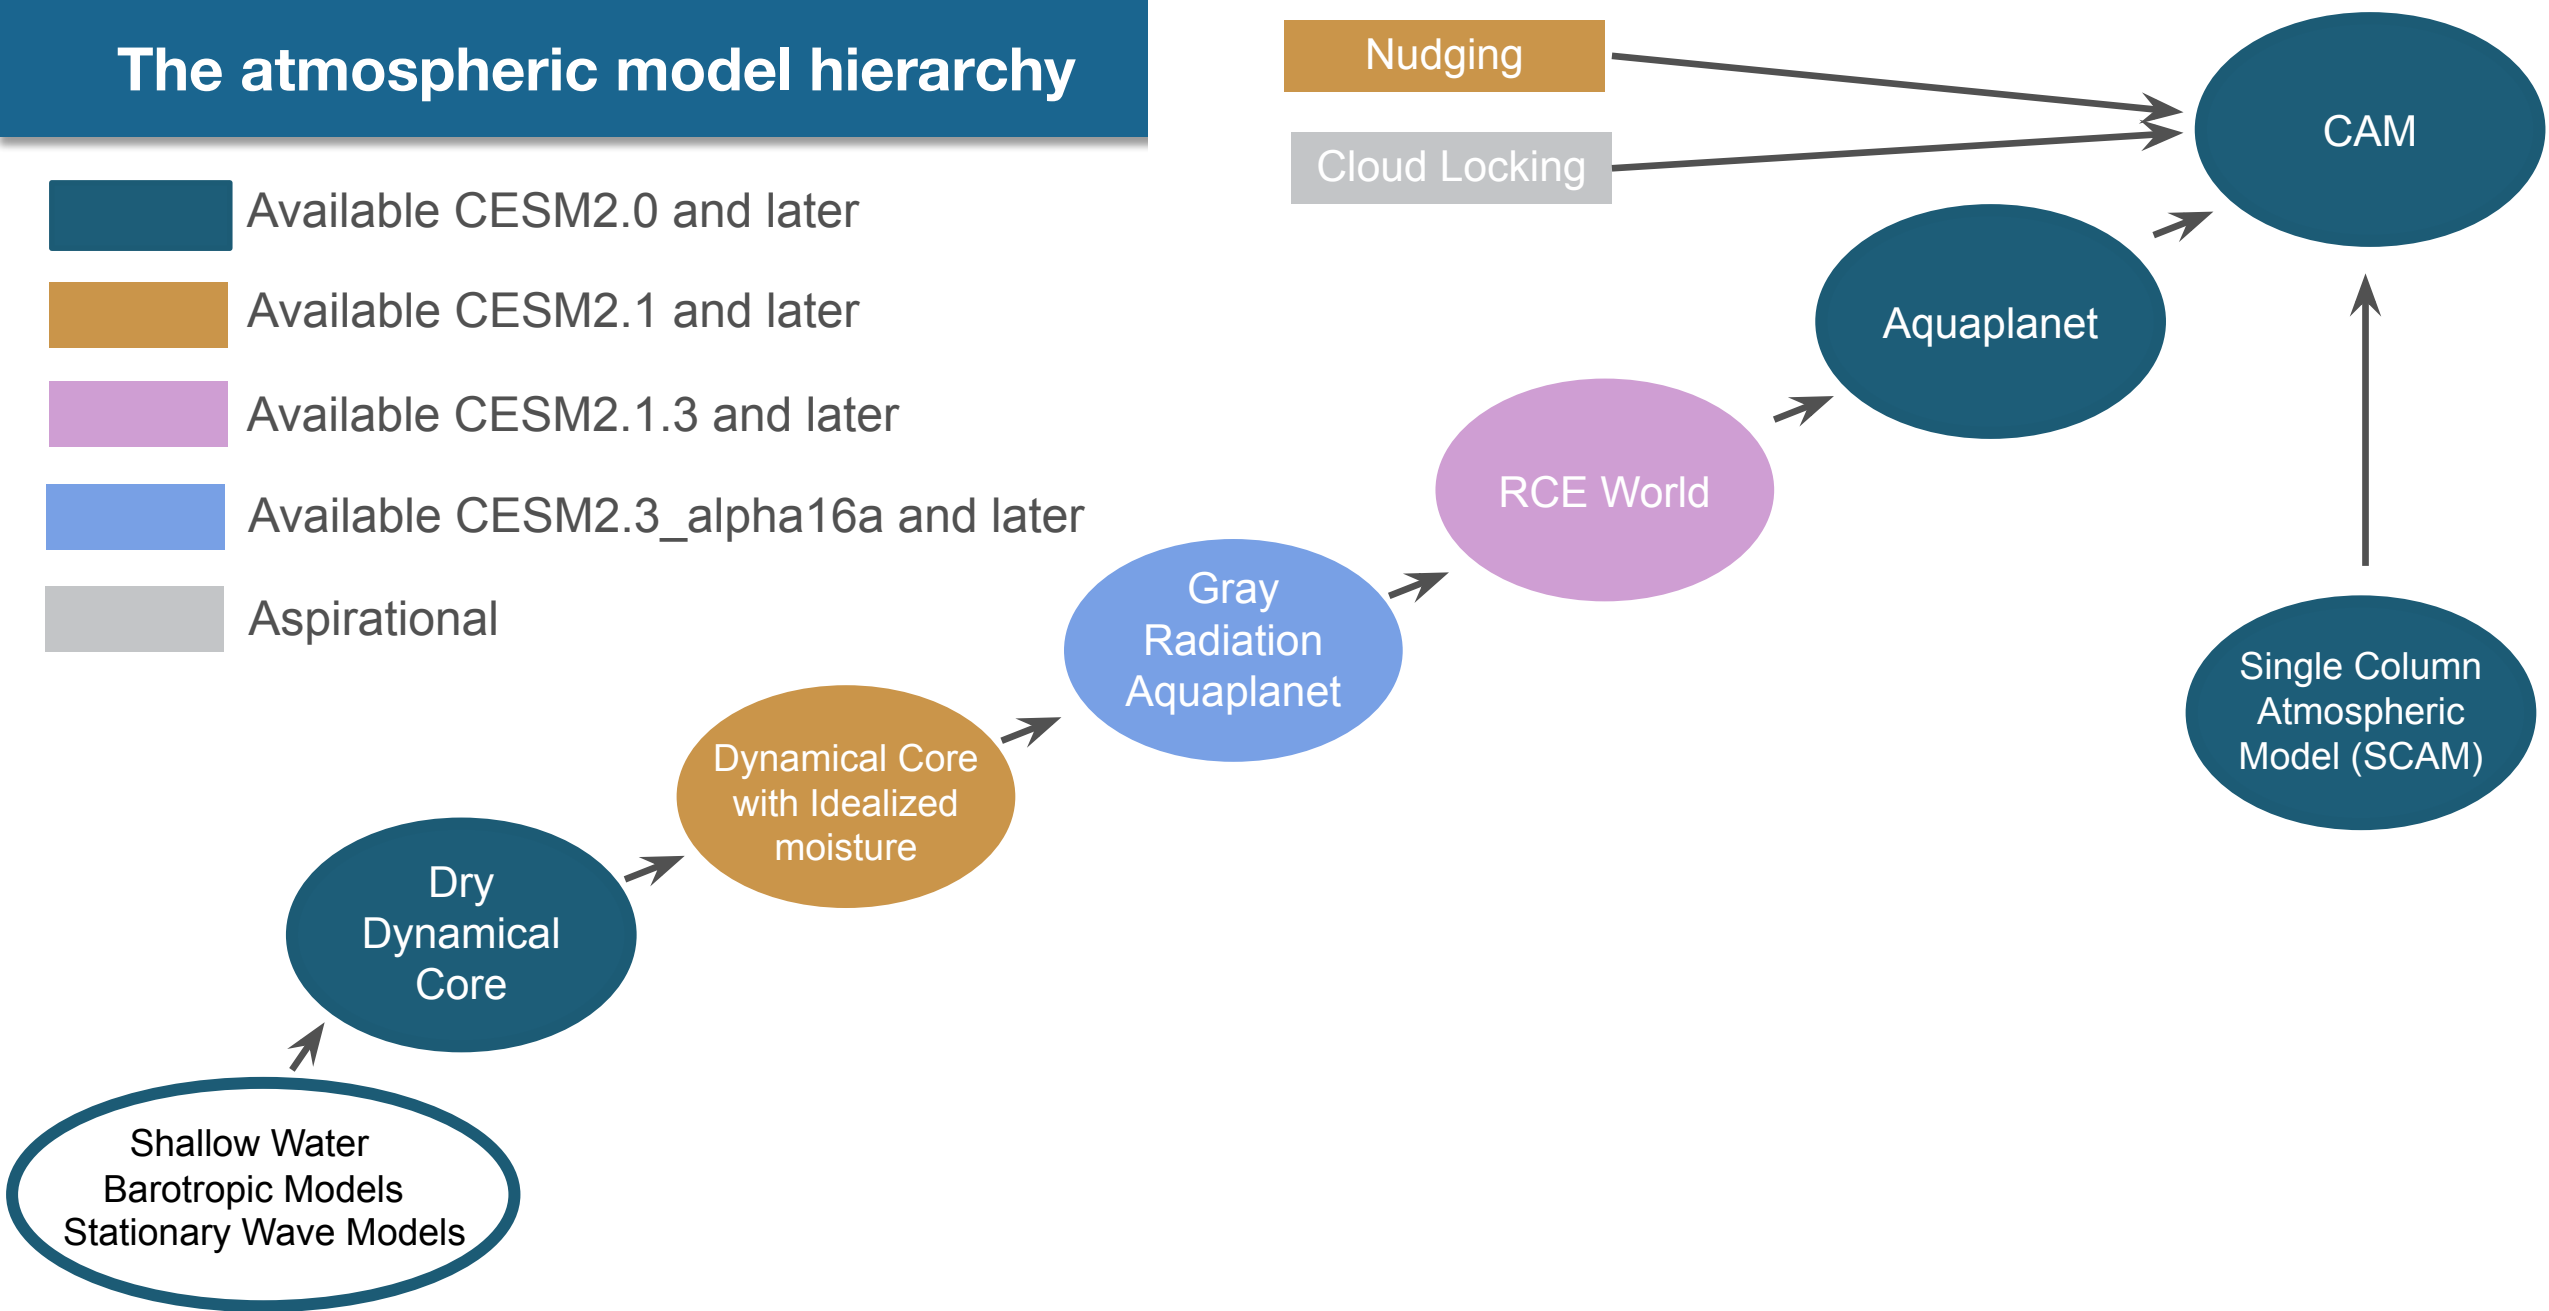 The atmospheric model hierarchy
Available CESM2.0 and later
Available CESM2.1 and later
Available CESM2.1.3 and later
Available CESM2.3_alpha16a and later
Aspirational
Nudging
Cloud Locking
CAM
Aquaplanet
RCE World
Gray
Radiation
Aquaplanet
Single Column
Atmospheric
Model (SCAM)
Dynamical Core
with Idealized
moisture
Dry
Dynamical
Core
Shallow Water
Barotropic Models
Stationary Wave Models